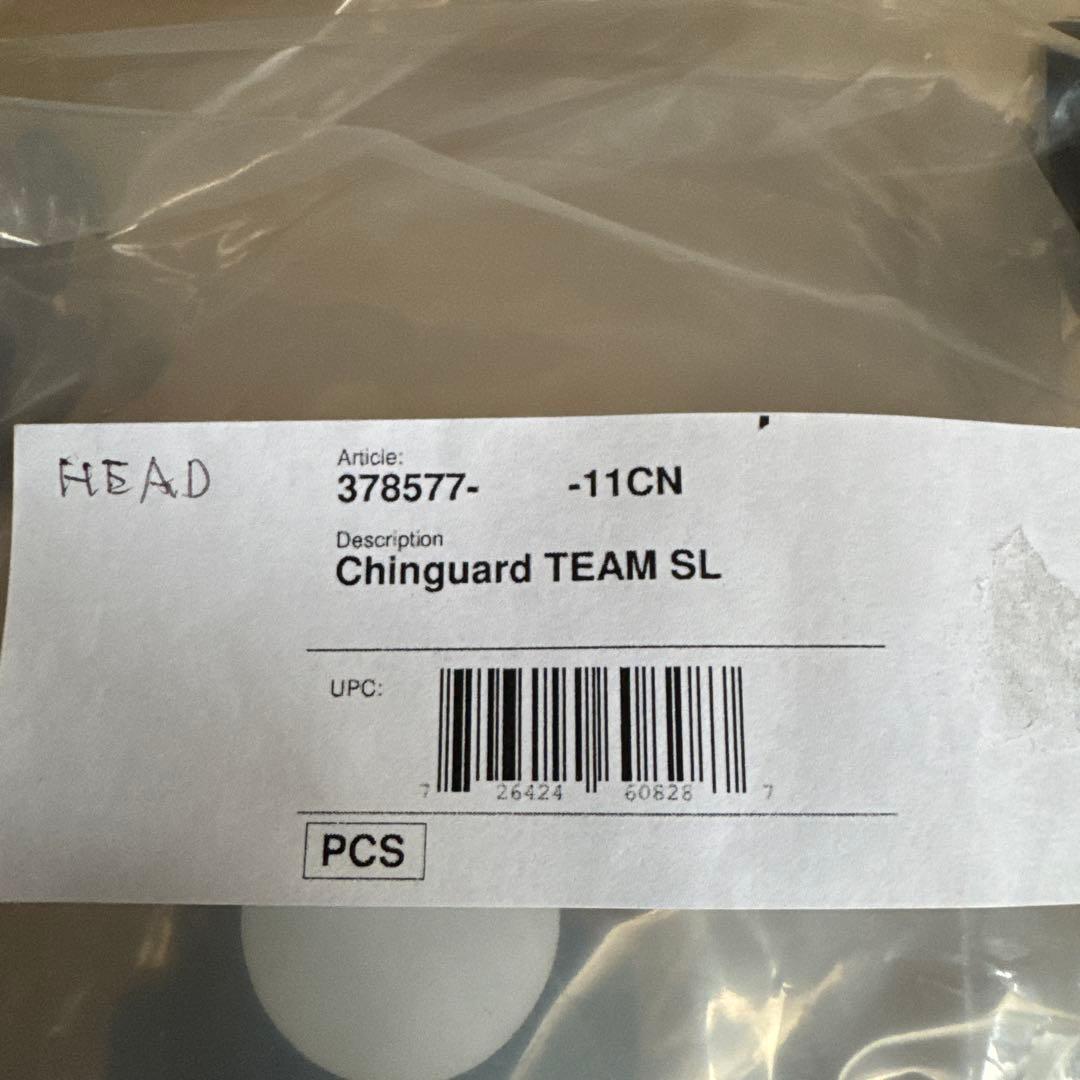 HEAD
Article:
378577- -11CN
Description
Chinguard TEAM SL
UPC:
7 26424 60828 7
PCS